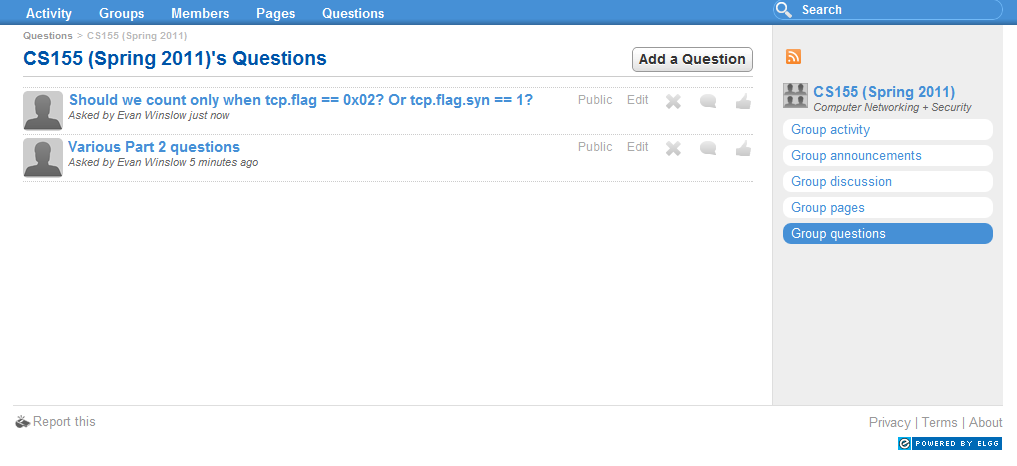 Activity Groups Members Pages Questions Search
Questions > CS155 (Spring 2011)
CS155 (Spring 2011)'s Questions
Add a Question
Should we count only when tcp.flag == 0x02? Or tcp.flag.syn == 1?
Public Edit
Asked by Evan Winslow just now
Various Part 2 questions
Public Edit
Asked by Evan Winslow 5 minutes ago
CS155 (Spring 2011)
Computer Networking + Security
Group activity
Group announcements
Group discussion
Group pages
Group questions
Report this
Privacy | Terms | About
POWERED BY ELGG